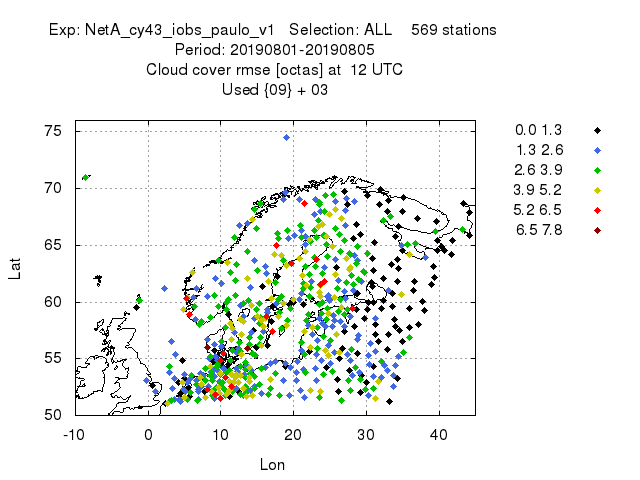 Exp: NetA_cy43_iobs_paulo_v1 Selection: ALL 569 stations
Period: 20190801-20190805
Cloud cover rmse [octas] at 12 UTC
Used {09} + 03
75
70
65
60
55
50
-10 0 10 20 30 40
Lat
Lon
0.0 1.3
1.3 2.6
2.6 3.9
3.9 5.2
5.2 6.5
6.5 7.8